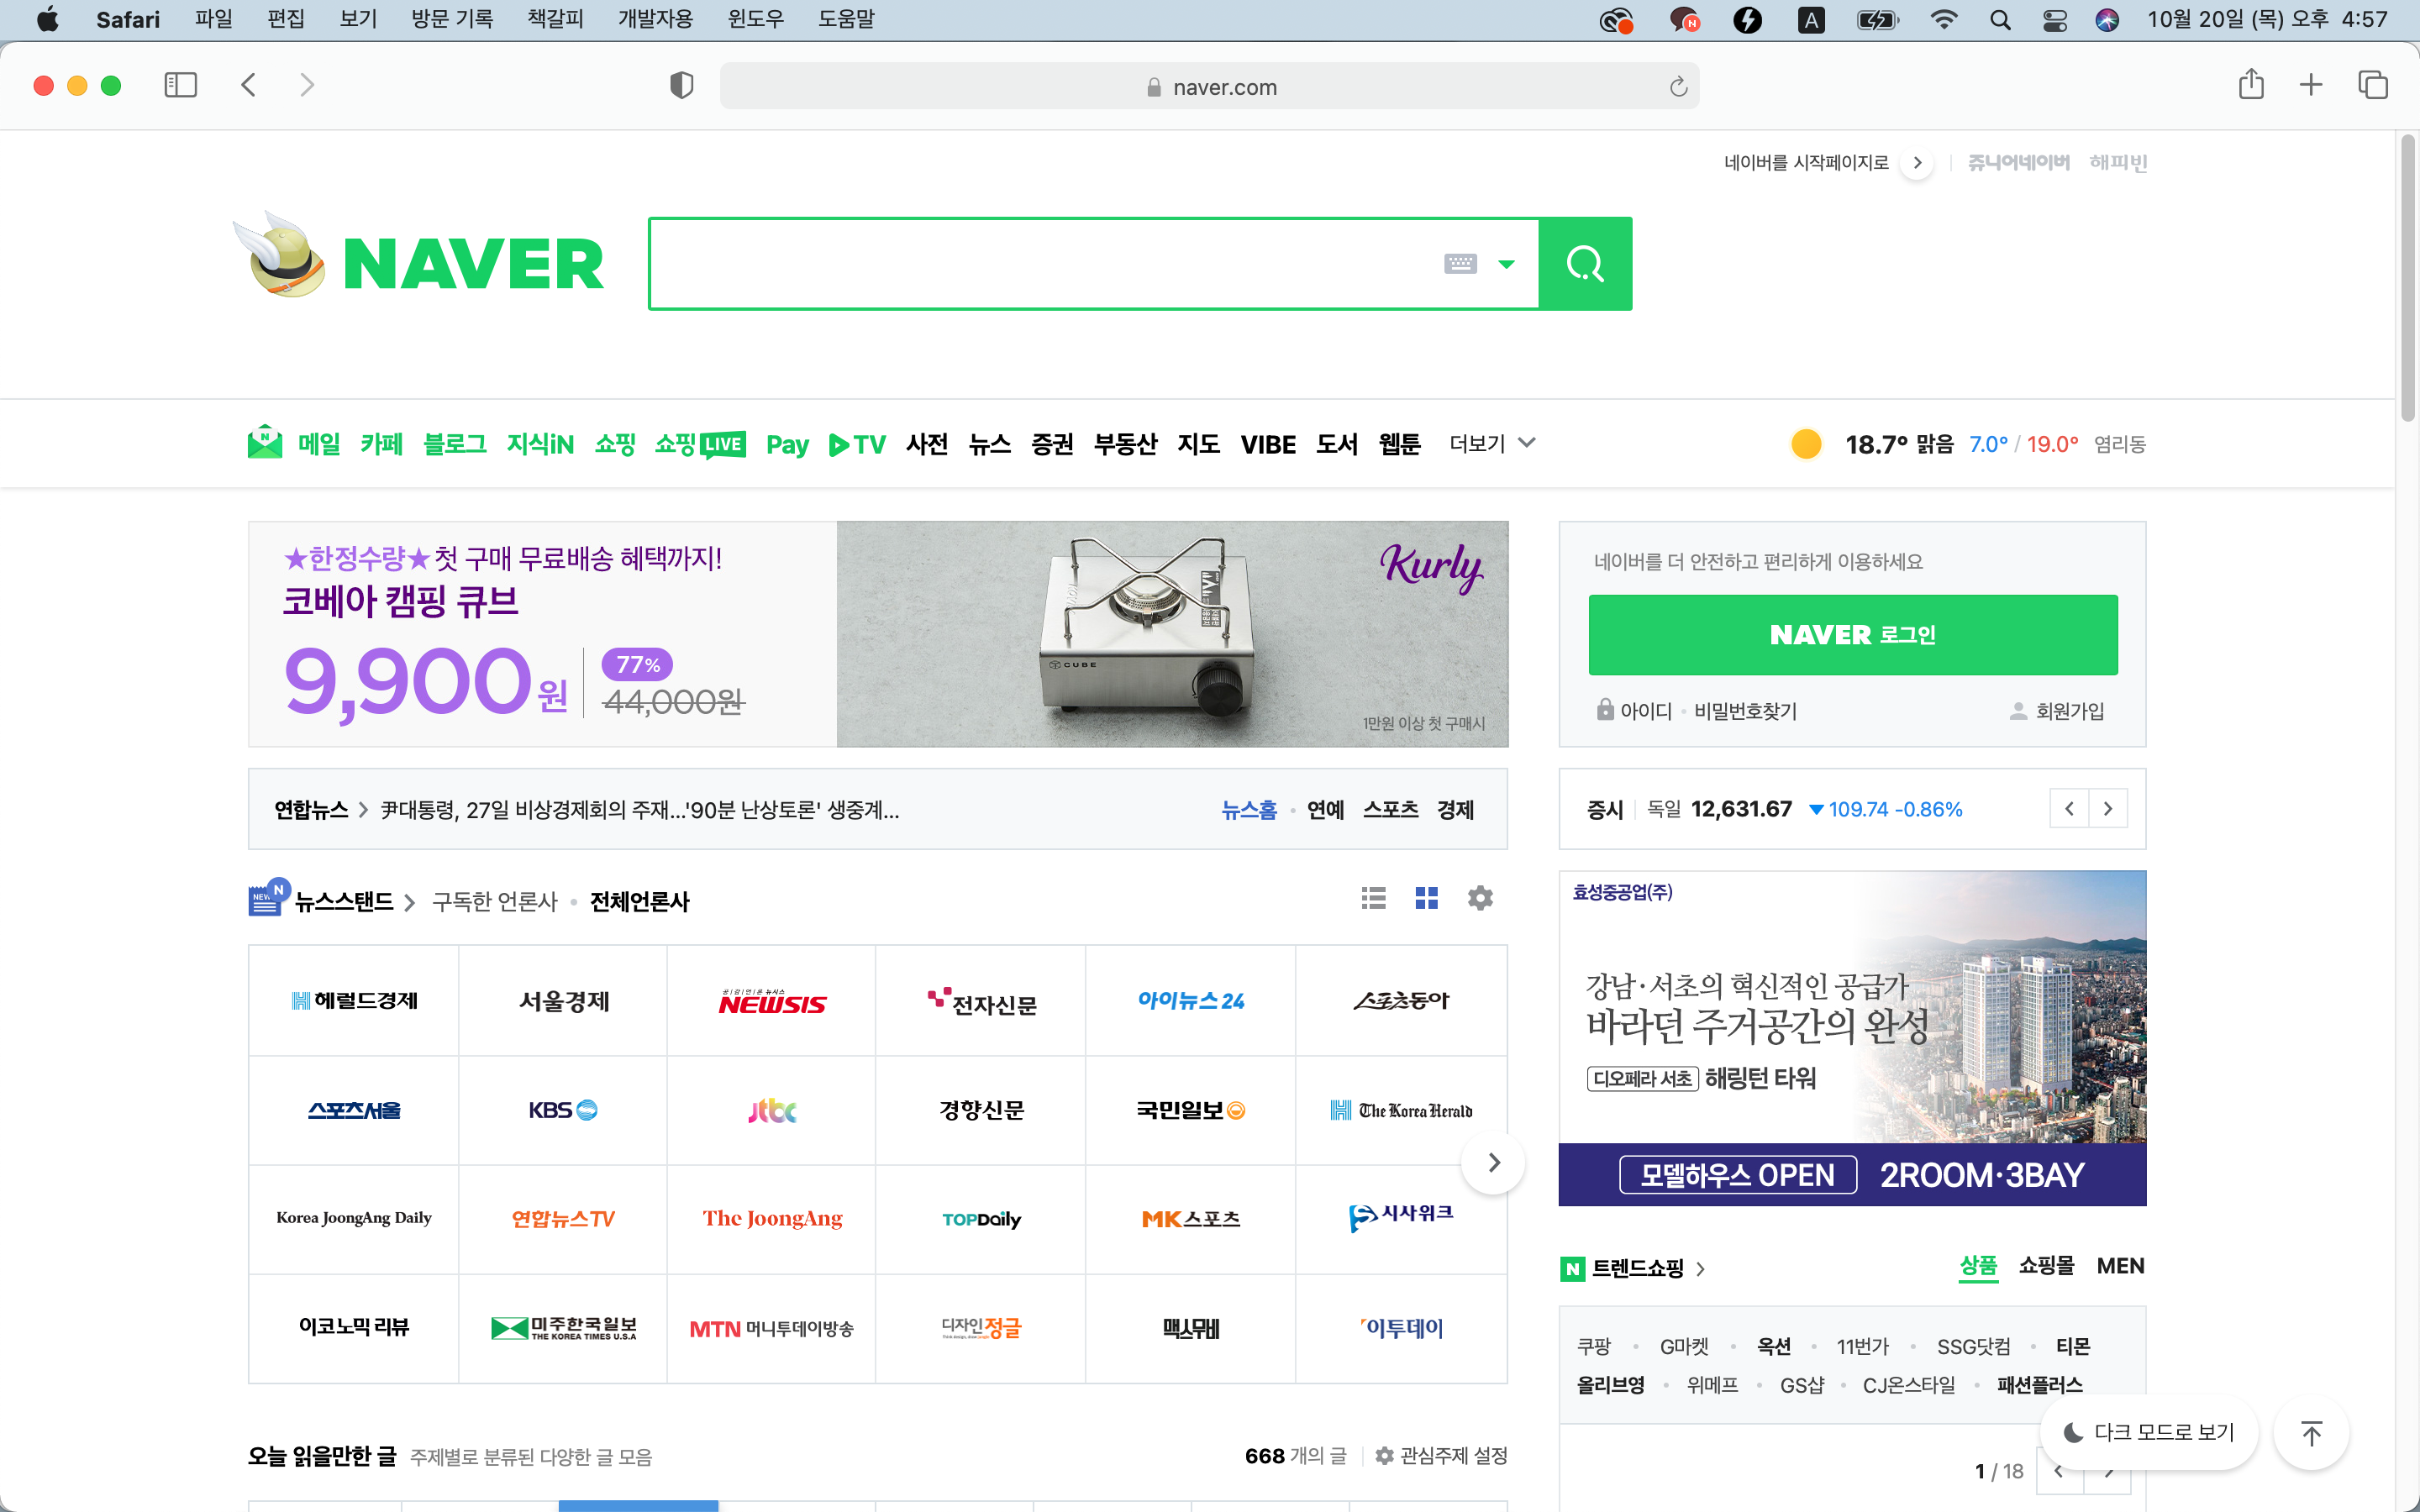 Safari 파일 편집 보기 방문 기록 책갈피 개발자용 윈도우 도움말 A 10월 20일 (목) 오후 4:57
naver.com
네이버를 시작페이지로 쥬니어네이버 해피빈
NAVER
메일 카페 블로그 지식iN 쇼핑 쇼핑LIVE Pay TV 사전 뉴스 증권 부동산 지도 VIBE 도서 웹툰 더보기 18.7° 맑음 7.0° / 19.0° 염리동
★한정수량★첫 구매 무료배송 혜택까지!
코베아 캠핑 큐브
9,900원 77%
44,000원
Kurly
CUBE
1만원 이상 첫 구매시
네이버를 더 안전하고 편리하게 이용하세요
NAVER 로그인
아이디 · 비밀번호찾기 회원가입
연합뉴스 > 尹대통령, 27일 비상경제회의 주재...'90분 난상토론' 생중계... 뉴스홈 · 연예 스포츠 경제
증시 독일 12,631.67 ▼109.74 -0.86%
NEW N 뉴스스탠드 > 구독한 언론사 · 전체언론사
헤럴드경제 서울경제 공|감|언|론 뉴시스 NEWSIS 전자신문 아이뉴스24 스포츠동아
스포츠서울 KBS jtbc 경향신문 국민일보 The Korea Herald
Korea JoongAng Daily 연합뉴스TV The JoongAng TOPDaily MK스포츠 시사위크
이코노믹리뷰 미주한국일보 THE KOREA TIMES U.S.A MTN 머니투데이방송 디자인정글 맥스무비 이투데이
효성중공업(주)
강남·서초의 혁신적인 공급가
바라던 주거공간의 완성
디오페라 서초 해링턴 타워
모델하우스 OPEN 2ROOM·3BAY
N 트렌드쇼핑 > 상품 쇼핑몰 MEN
쿠팡 · G마켓 · 옥션 · 11번가 · SSG닷컴 · 티몬
올리브영 · 위메프 · GS샵 · CJ온스타일 · 패션플러스
다크 모드로 보기
1 / 18
오늘 읽을만한 글 주제별로 분류된 다양한 글 모음 668 개의 글 관심주제 설정